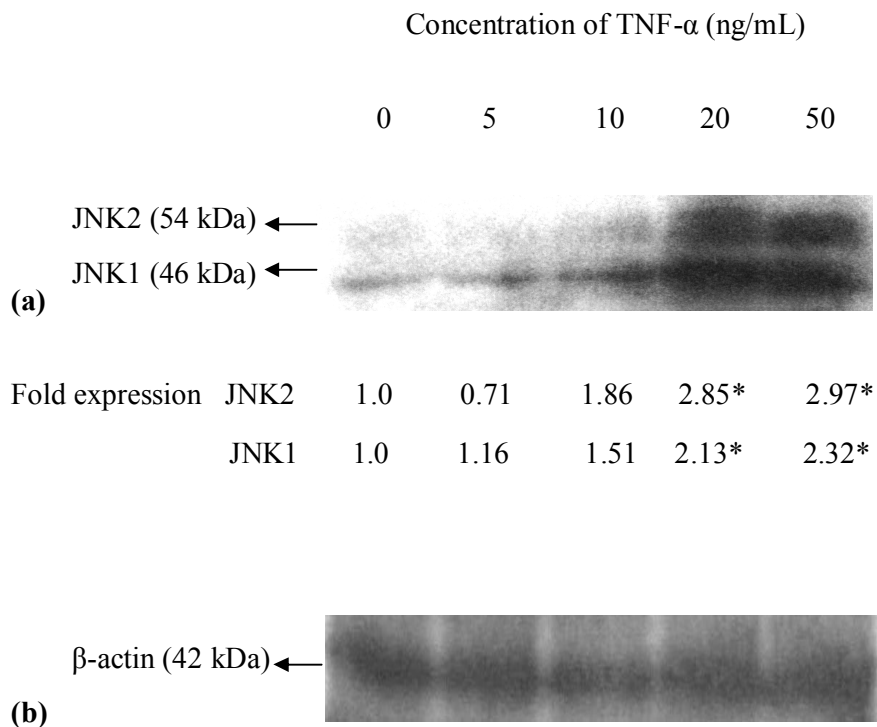 Concentration of TNF-α (ng/mL)
0 5 10 20 50
JNK2 (54 kDa)
JNK1 (46 kDa)
(a)
Fold expression JNK2 1.0 0.71 1.86 2.85* 2.97*
JNK1 1.0 1.16 1.51 2.13* 2.32*
β-actin (42 kDa)
(b)